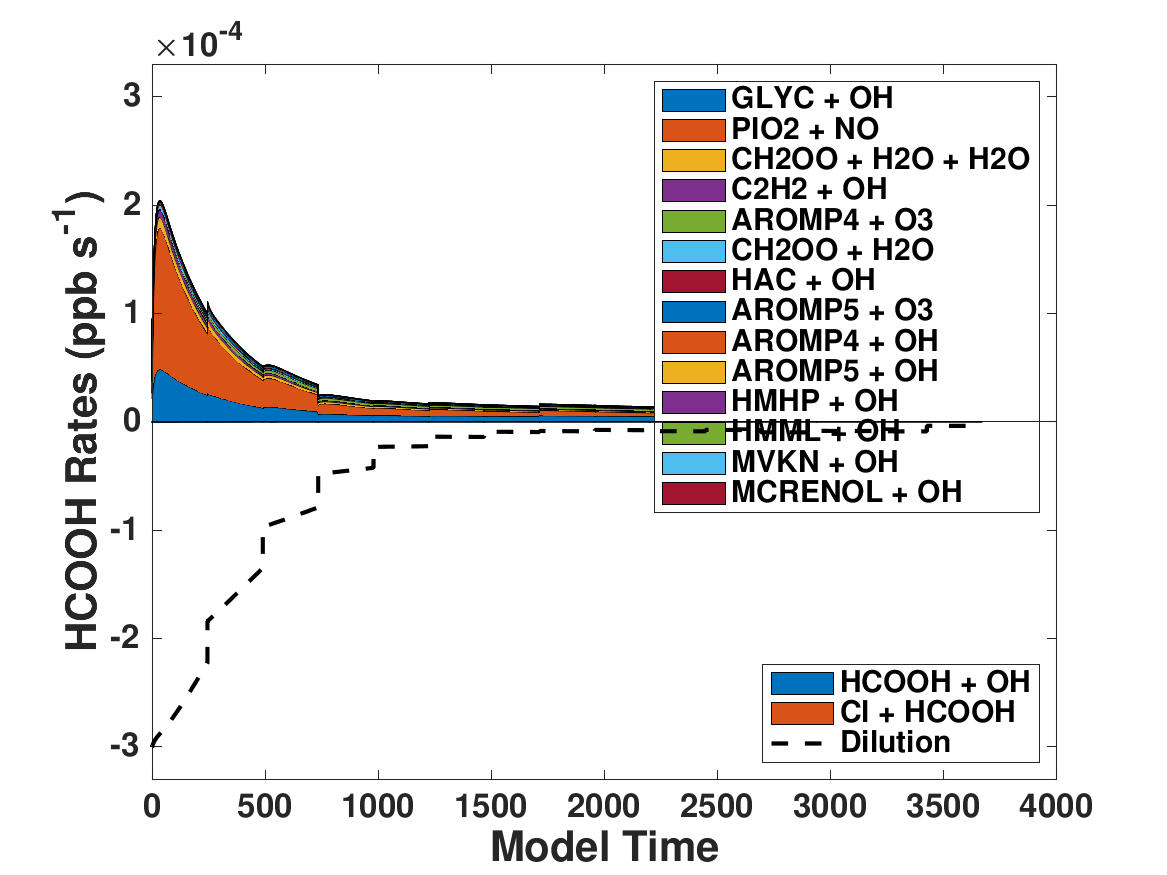 ×10-4
3
2
1
0
-1
-2
-3
HCOOH Rates (ppb s-1)
GLYC + OH
PIO2 + NO
CH2OO + H2O + H2O
C2H2 + OH
AROMP4 + O3
CH2OO + H2O
HAC + OH
AROMP5 + O3
AROMP4 + OH
AROMP5 + OH
HMHP + OH
HMML + OH
MVKN + OH
MCRENOL + OH
HCOOH + OH
Cl + HCOOH
Dilution
0 500 1000 1500 2000 2500 3000 3500 4000
Model Time